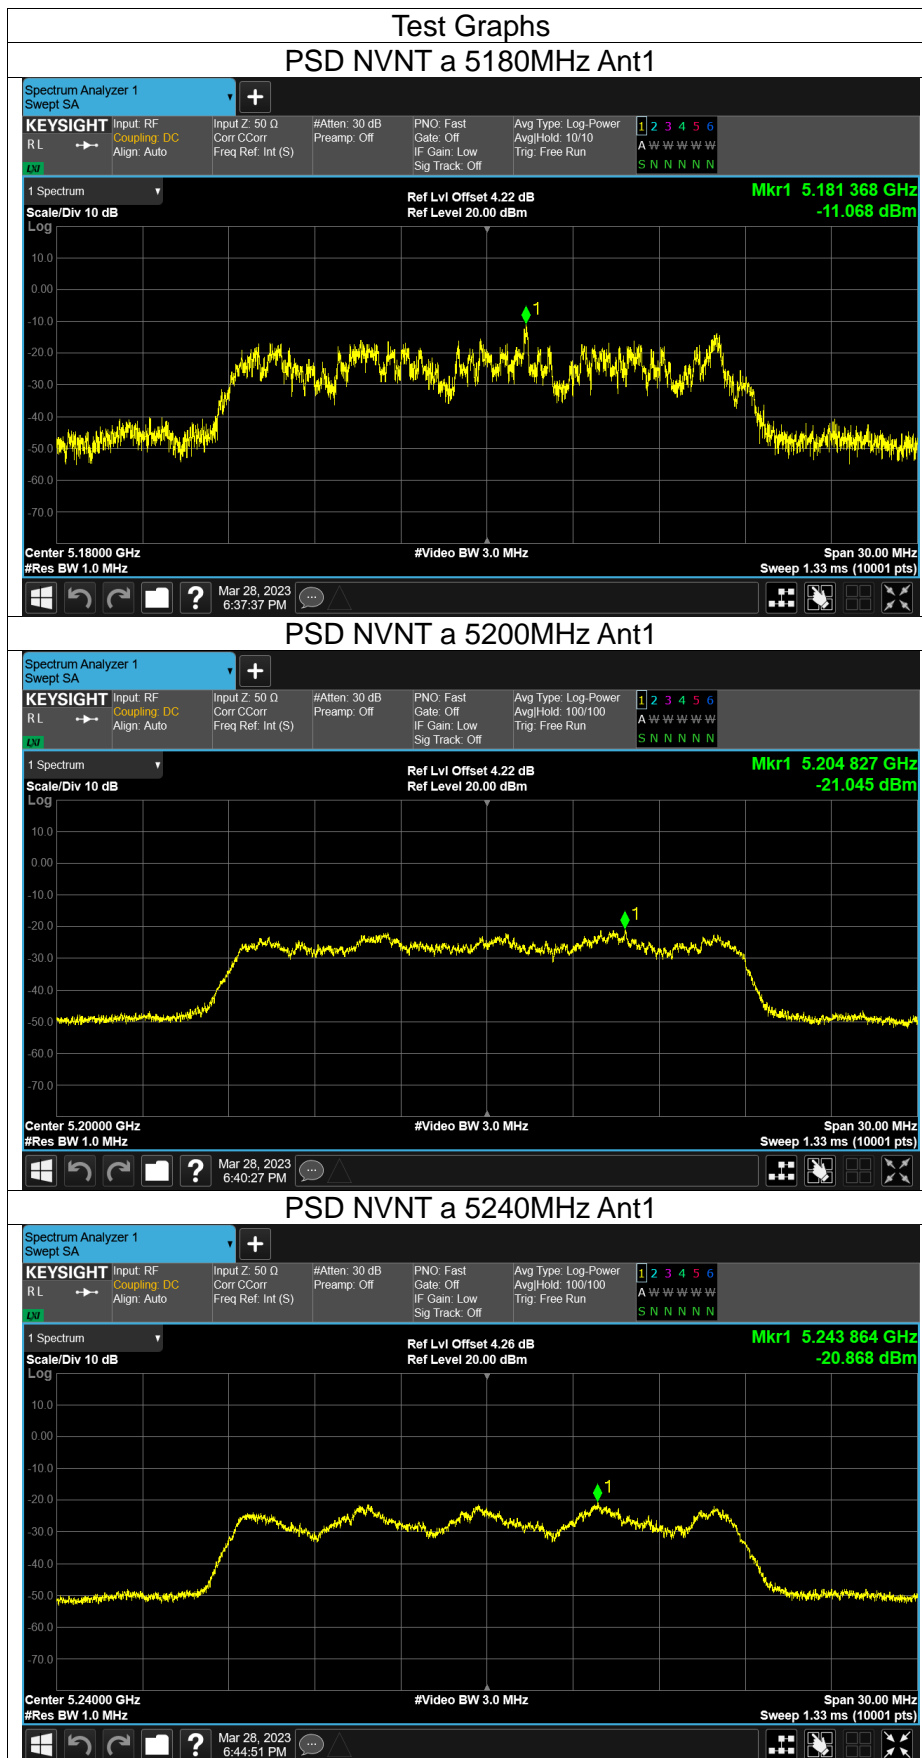 Test Graphs
PSD NVNT a 5180MHz Ant1
Spectrum Analyzer 1
Swept SA
+
KEYSIGHT Input: RF Input Z: 50 Ω #Atten: 30 dB PNO: Fast Avg Type: Log-Power 1 2 3 4 5 6
RL Coupling: DC Corr CCorr Preamp: Off Gate: Off Avg|Hold: 10/10 A W W W W W
Align: Auto Freq Ref: Int (S) IF Gain: Low Trig: Free Run
LXI Sig Track: Off S N N N N N
1 Spectrum Ref Lvl Offset 4.22 dB Mkr1 5.181 368 GHz
Scale/Div 10 dB Ref Level 20.00 dBm -11.068 dBm
Log
10.0
0.00
1
-10.0
-20.0
-30.0
-40.0
-50.0
-60.0
-70.0
Center 5.18000 GHz #Video BW 3.0 MHz Span 30.00 MHz
#Res BW 1.0 MHz Sweep 1.33 ms (10001 pts)
? Mar 28, 2023
6:37:37 PM
PSD NVNT a 5200MHz Ant1
Spectrum Analyzer 1
Swept SA
+
KEYSIGHT Input: RF Input Z: 50 Ω #Atten: 30 dB PNO: Fast Avg Type: Log-Power 1 2 3 4 5 6
RL Coupling: DC Corr CCorr Preamp: Off Gate: Off Avg|Hold: 100/100 A W W W W W
Align: Auto Freq Ref: Int (S) IF Gain: Low Trig: Free Run
LXI Sig Track: Off S N N N N N
1 Spectrum Ref Lvl Offset 4.22 dB Mkr1 5.204 827 GHz
Scale/Div 10 dB Ref Level 20.00 dBm -21.045 dBm
Log
10.0
0.00
-10.0
1
-20.0
-30.0
-40.0
-50.0
-60.0
-70.0
Center 5.20000 GHz #Video BW 3.0 MHz Span 30.00 MHz
#Res BW 1.0 MHz Sweep 1.33 ms (10001 pts)
? Mar 28, 2023
6:40:27 PM
PSD NVNT a 5240MHz Ant1
Spectrum Analyzer 1
Swept SA
+
KEYSIGHT Input: RF Input Z: 50 Ω #Atten: 30 dB PNO: Fast Avg Type: Log-Power 1 2 3 4 5 6
RL Coupling: DC Corr CCorr Preamp: Off Gate: Off Avg|Hold: 100/100 A W W W W W
Align: Auto Freq Ref: Int (S) IF Gain: Low Trig: Free Run
LXI Sig Track: Off S N N N N N
1 Spectrum Ref Lvl Offset 4.26 dB Mkr1 5.243 864 GHz
Scale/Div 10 dB Ref Level 20.00 dBm -20.868 dBm
Log
10.0
0.00
-10.0
1
-20.0
-30.0
-40.0
-50.0
-60.0
-70.0
Center 5.24000 GHz #Video BW 3.0 MHz Span 30.00 MHz
#Res BW 1.0 MHz Sweep 1.33 ms (10001 pts)
? Mar 28, 2023
6:44:51 PM